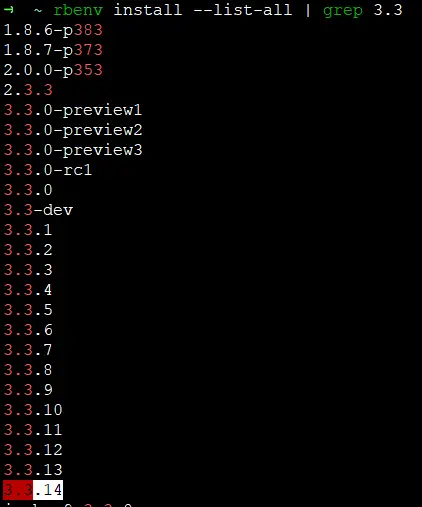 → ~ rbenv install --list-all | grep 3.3
1.8.6-p383
1.8.7-p373
2.0.0-p353
2.3.3
3.3.0-preview1
3.3.0-preview2
3.3.0-preview3
3.3.0-rc1
3.3.0
3.3-dev
3.3.1
3.3.2
3.3.3
3.3.4
3.3.5
3.3.6
3.3.7
3.3.8
3.3.9
3.3.10
3.3.11
3.3.12
3.3.13
3.3.14